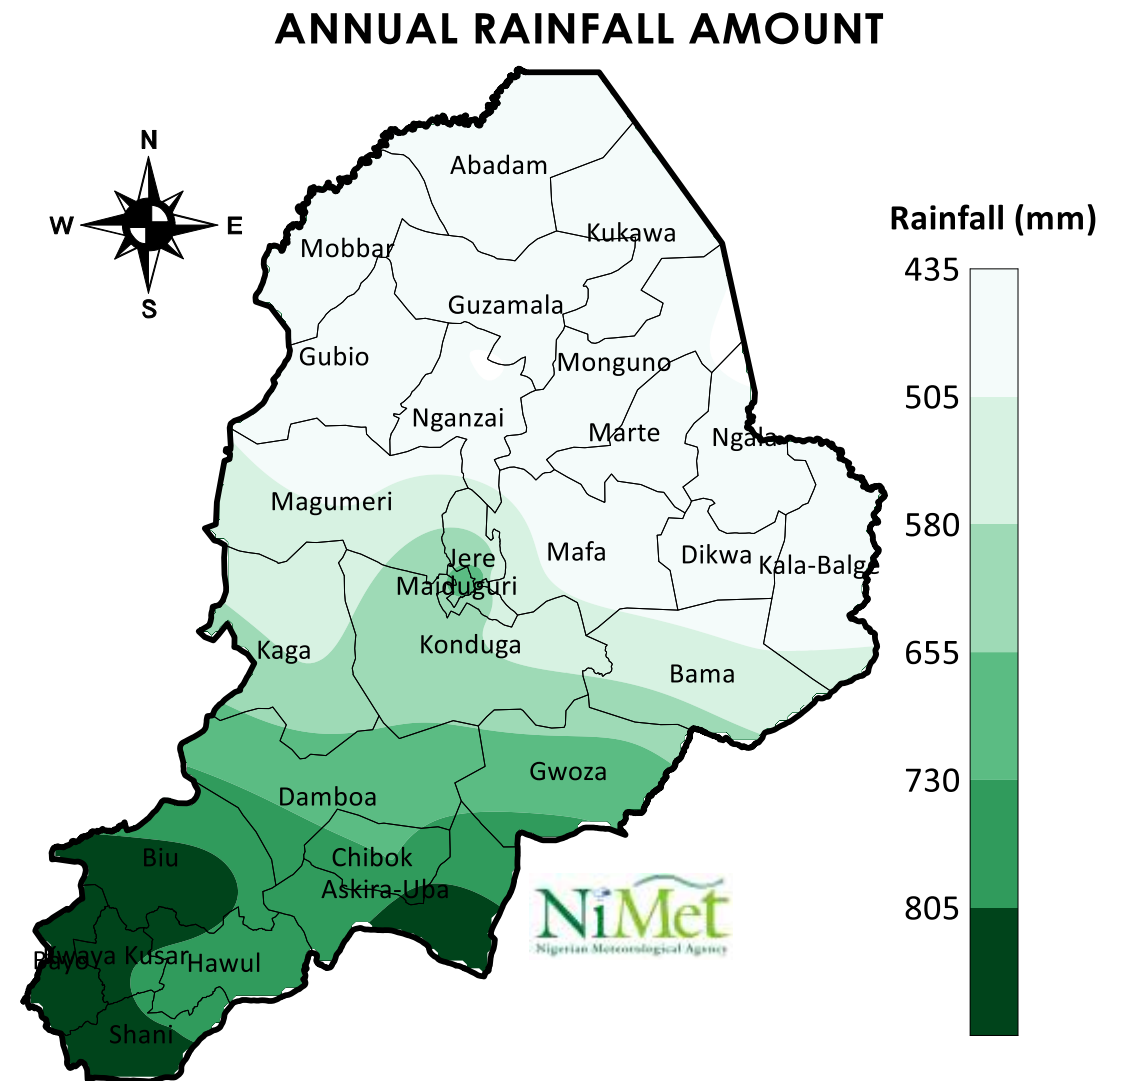 ANNUAL RAINFALL AMOUNT
N
W
E
S
Rainfall (mm)
435
505
580
655
730
805
Abadam
Kukawa
Mobbar
Guzamala
Gubio
Monguno
Nganzai
Marte
Ngala
Magumeri
Mafa
Jere
Dikwa
Kala-Balge
Maiduguri
Konduga
Kaga
Bama
Gwoza
Damboa
Biu
Chibok
Askira-Uba
Kusar
Hawul
Shani
NiMet
Nigerian Meteorological Agency